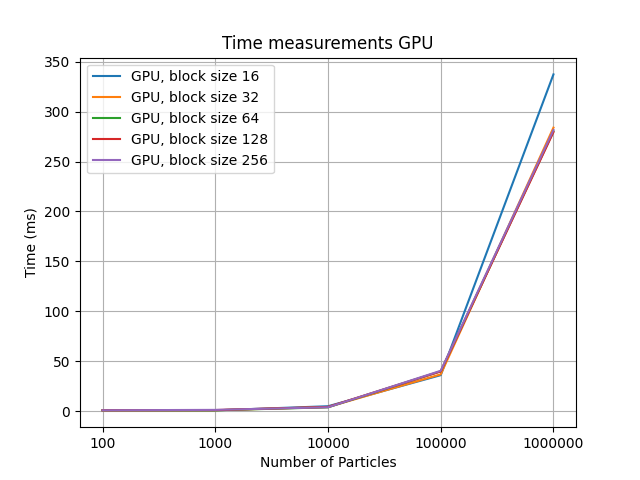 Time measurements GPU
350
300
250
200
150
100
50
0
Time (ms)
GPU, block size 16
GPU, block size 32
GPU, block size 64
GPU, block size 128
GPU, block size 256
100 1000 10000 100000 1000000
Number of Particles